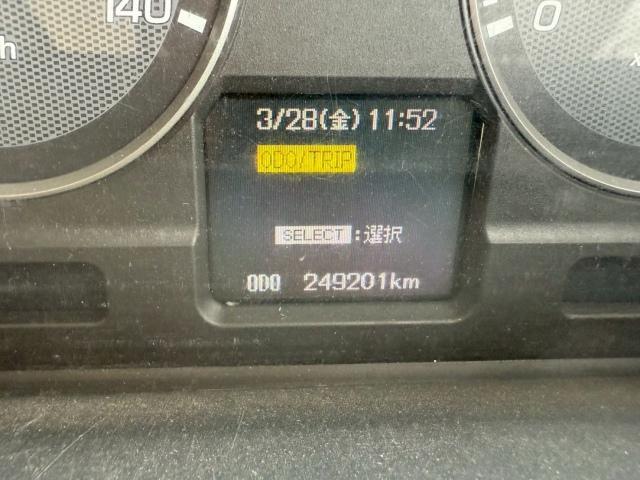 140
0
3/28(金) 11:52
ODO/TRIP
SELECT :選択
ODO 249201km